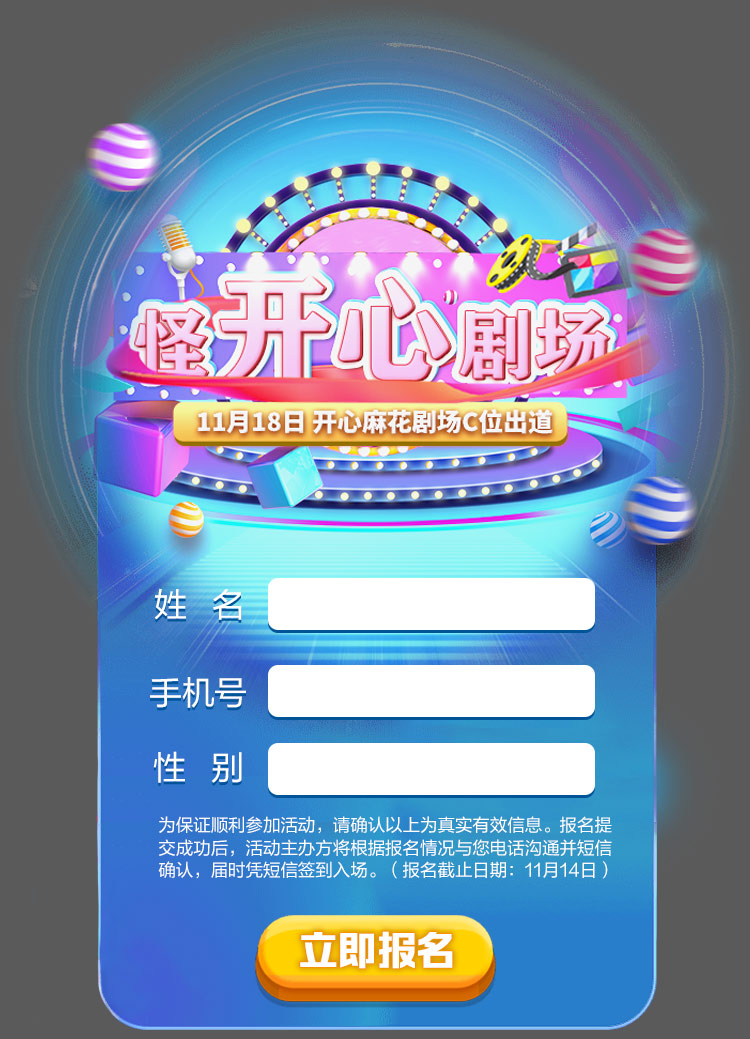 怪开心剧场
11月18日 开心麻花剧场C位出道
姓 名
手机号
性 别
为保证顺利参加活动，请确认以上为真实有效信息。报名提
交成功后，活动主办方将根据报名情况与您电话沟通并短信
确认，届时凭短信签到入场。（报名截止日期：11月14日）
立即报名